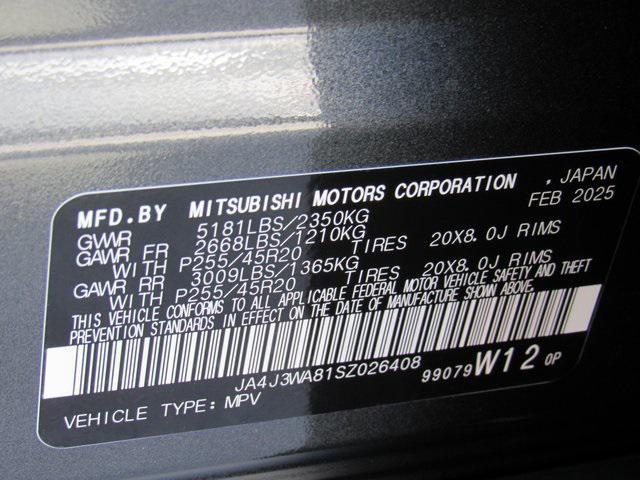 MFD.BY MITSUBISHI MOTORS CORPORATION, JAPAN
GVWR 5181LBS/2350KG FEB 2025
GAWR FR 2668LBS/1210KG
WITH P255/45R20 TIRES 20X8.0J RIMS
GAWR RR 3009LBS/1365KG
WITH P255/45R20 TIRES 20X8.0J RIMS
THIS VEHICLE CONFORMS TO ALL APPLICABLE FEDERAL MOTOR VEHICLE SAFETY AND THEFT
PREVENTION STANDARDS IN EFFECT ON THE DATE OF MANUFACTURE SHOWN ABOVE.
JA4J3WA81SZ026408 99079 W12 0P
VEHICLE TYPE: MPV